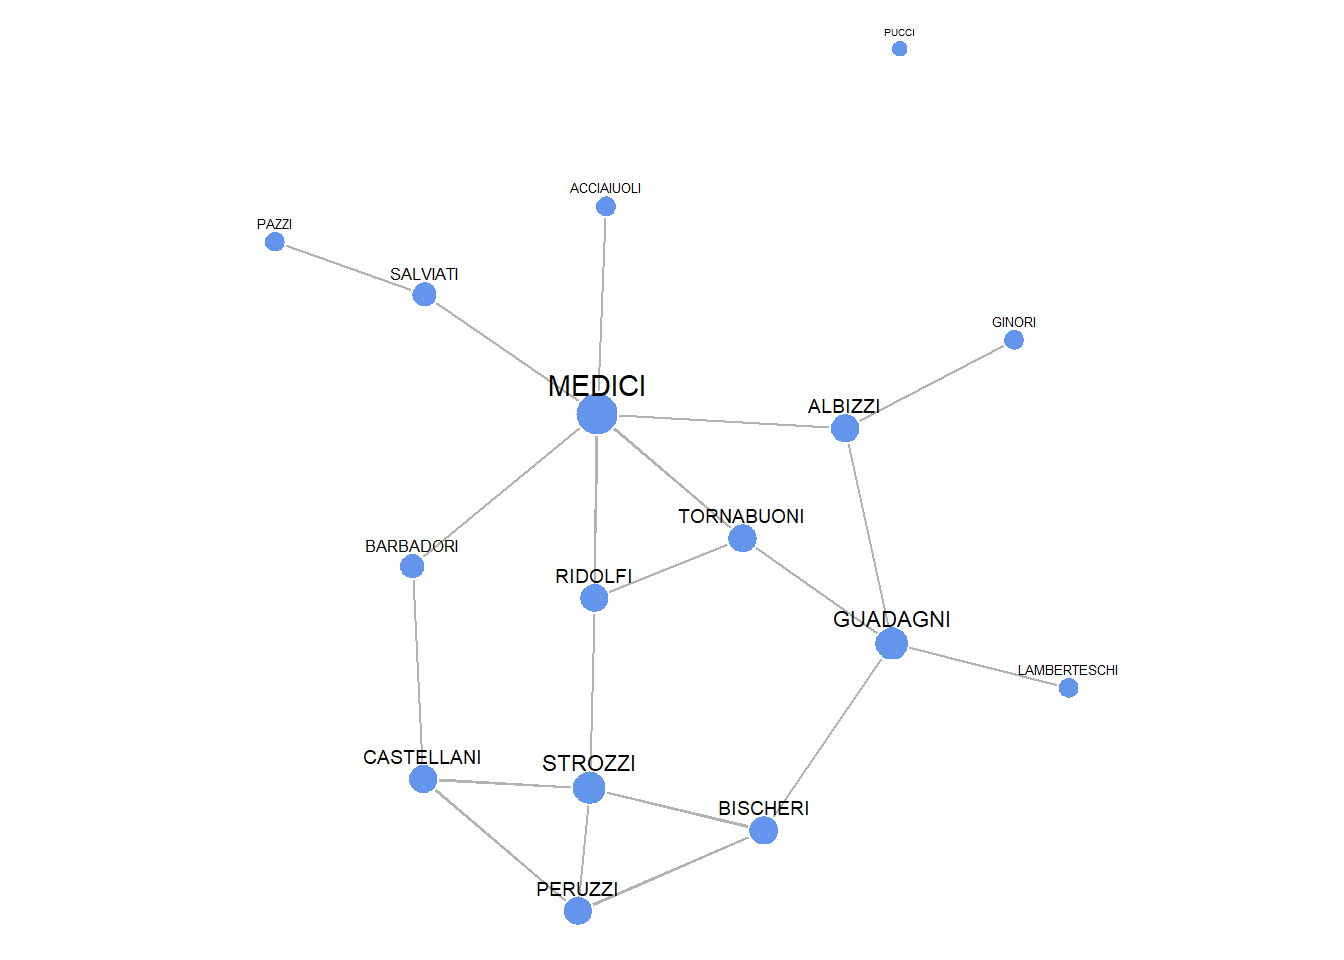 PUCCI
ACCIAIUOLI
PAZZI
SALVIATI
GINORI
MEDICI
ALBIZZI
TORNABUONI
BARBADORI
RIDOLFI
GUADAGNI
LAMBERTESCHI
CASTELLANI
STROZZI
BISCHERI
PERUZZI